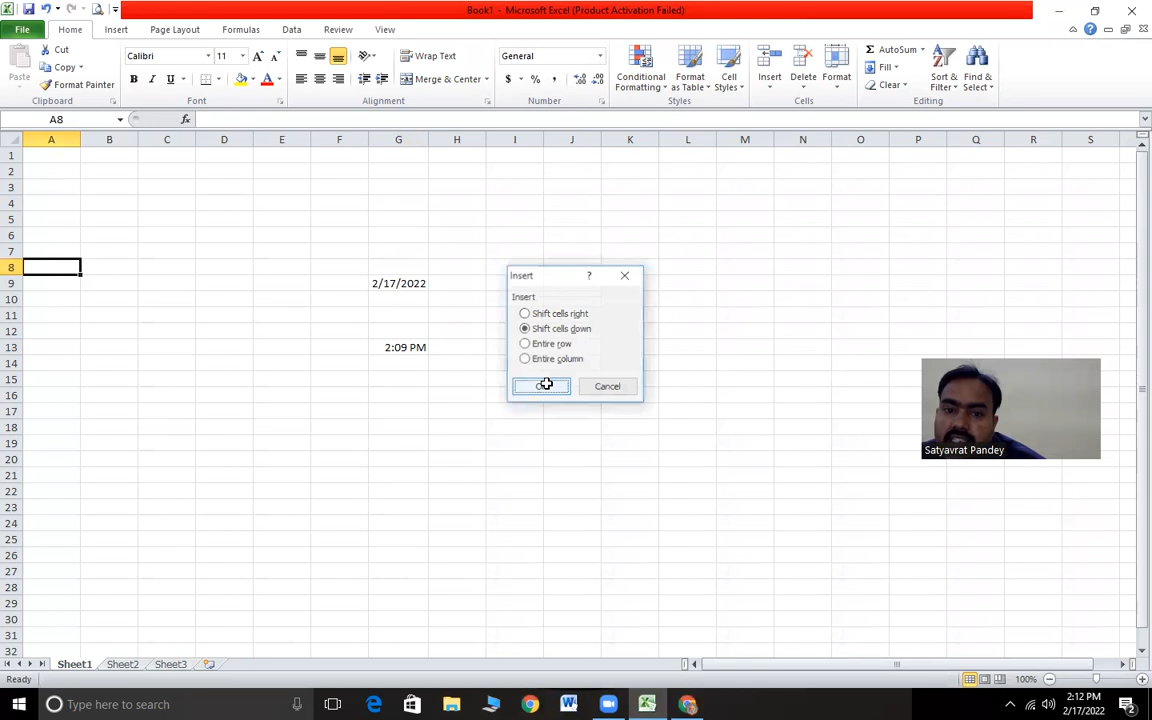 Book1 - Microsoft Excel (Product Activation Failed)
File Home Insert Page Layout Formulas Data Review View
Paste Cut Copy Format Painter Clipboard
Calibri 11 B I U Font
Wrap Text Merge & Center Alignment
General $ % , Number
Conditional Formatting Format as Table Cell Styles Styles
Insert Delete Format Cells
AutoSum Fill Clear Sort & Filter Find & Select Editing
A8 fx
A B C D E F G H I J K L M N O P Q R S
1
2
3
4
5
6
7
8
9 2/17/2022
10
11
12
13 2:09 PM
14
15
16
17
18
19
20
21
22
23
24
25
26
27
28
29
30
31
32
Insert ?
Insert
Shift cells right
Shift cells down
Entire row
Entire column
Cancel
Satyavrat Pandey
Sheet1 Sheet2 Sheet3
Ready 100%
Type here to search
2:12 PM
2/17/2022
2